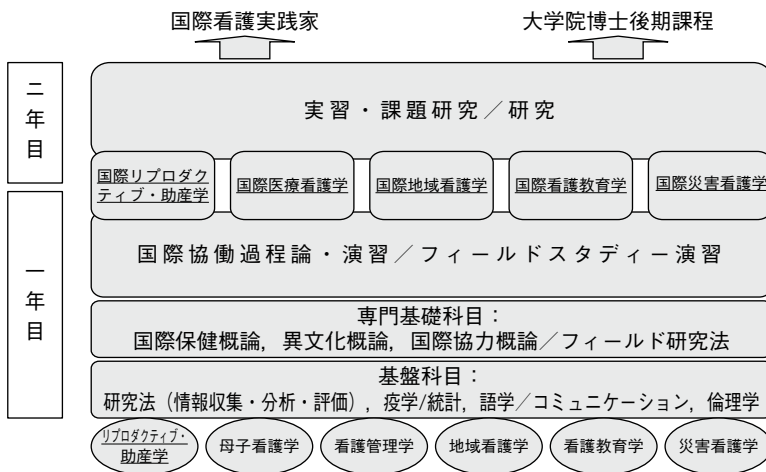 国際看護実践家 大学院博士後期課程
二年目
実習・課題研究／研究
国際リプロダク
ティブ・助産学
国際医療看護学
国際地域看護学
国際看護教育学
国際災害看護学
一年目
国際協働過程論・演習／フィールドスタディー演習
専門基礎科目：
国際保健概論，異文化概論，国際協力概論／フィールド研究法
基盤科目：
研究法（情報収集・分析・評価），疫学/統計，語学／コミュニケーション，倫理学
リプロダクティブ・
助産学
母子看護学
看護管理学
地域看護学
看護教育学
災害看護学